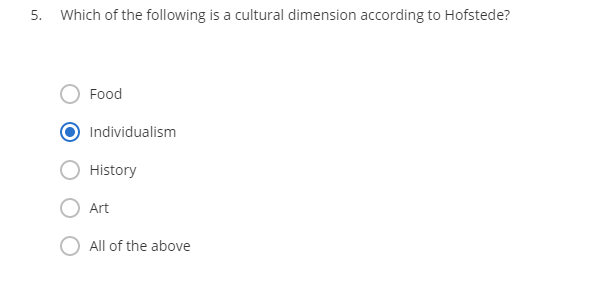 5. Which of the following is a cultural dimension according to Hofstede?
Food
Individualism
History
Art
All of the above